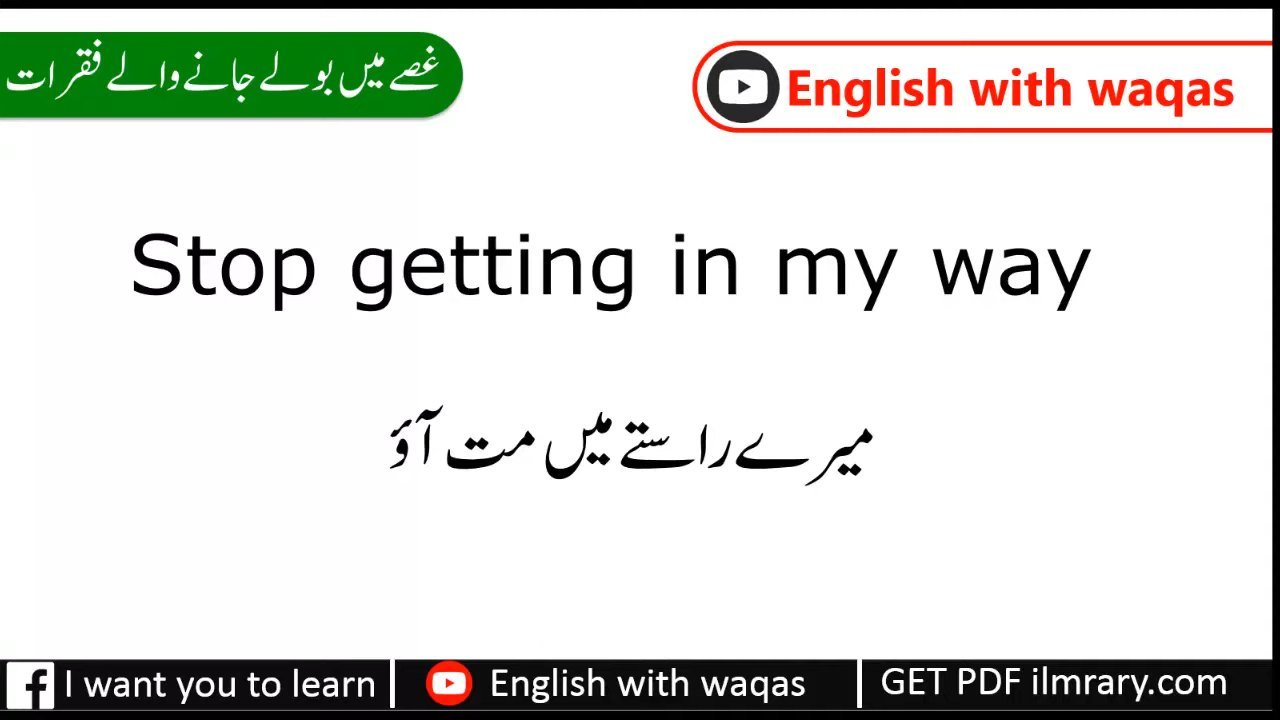 غصے میں بولے جانے والے فقرات
English with waqas
Stop getting in my way
میرے راستے میں مت آؤ
I want you to learn
English with waqas
GET PDF ilmrary.com